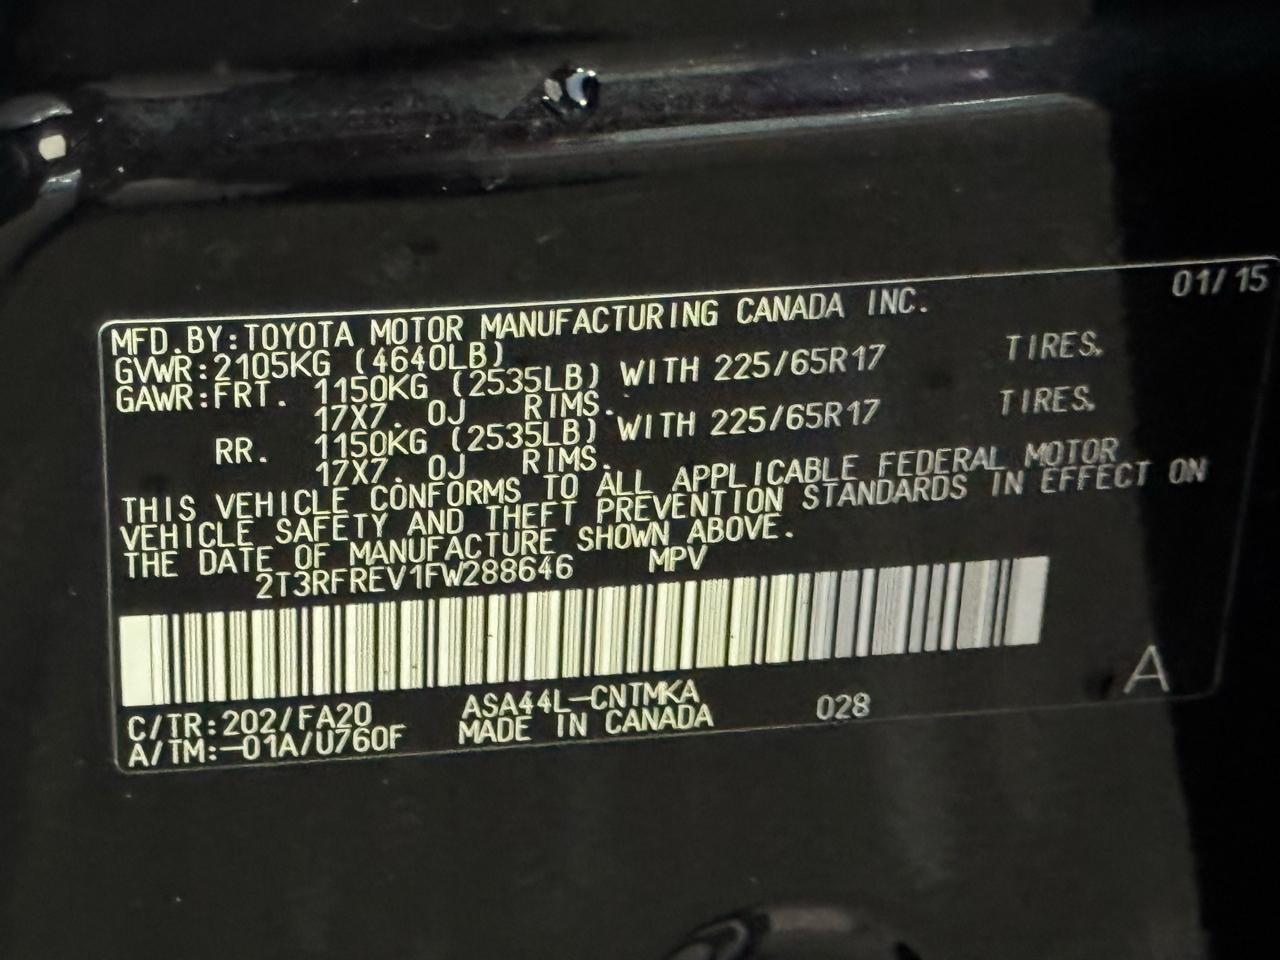 01/15
MFD.BY:TOYOTA MOTOR MANUFACTURING CANADA INC.
GVWR:2105KG (4640LB)
GAWR:FRT. 1150KG (2535LB) WITH 225/65R17 TIRES.
17X7.0J RIMS.
RR. 1150KG (2535LB) WITH 225/65R17 TIRES.
17X7.0J RIMS.
THIS VEHICLE CONFORMS TO ALL APPLICABLE FEDERAL MOTOR
VEHICLE SAFETY AND THEFT PREVENTION STANDARDS IN EFFECT ON
THE DATE OF MANUFACTURE SHOWN ABOVE.
2T3RFREV1FW288646 MPV
A
C/TR:202/FA20 ASA44L-CNTMKA 028
A/TM:-01A/U760F MADE IN CANADA